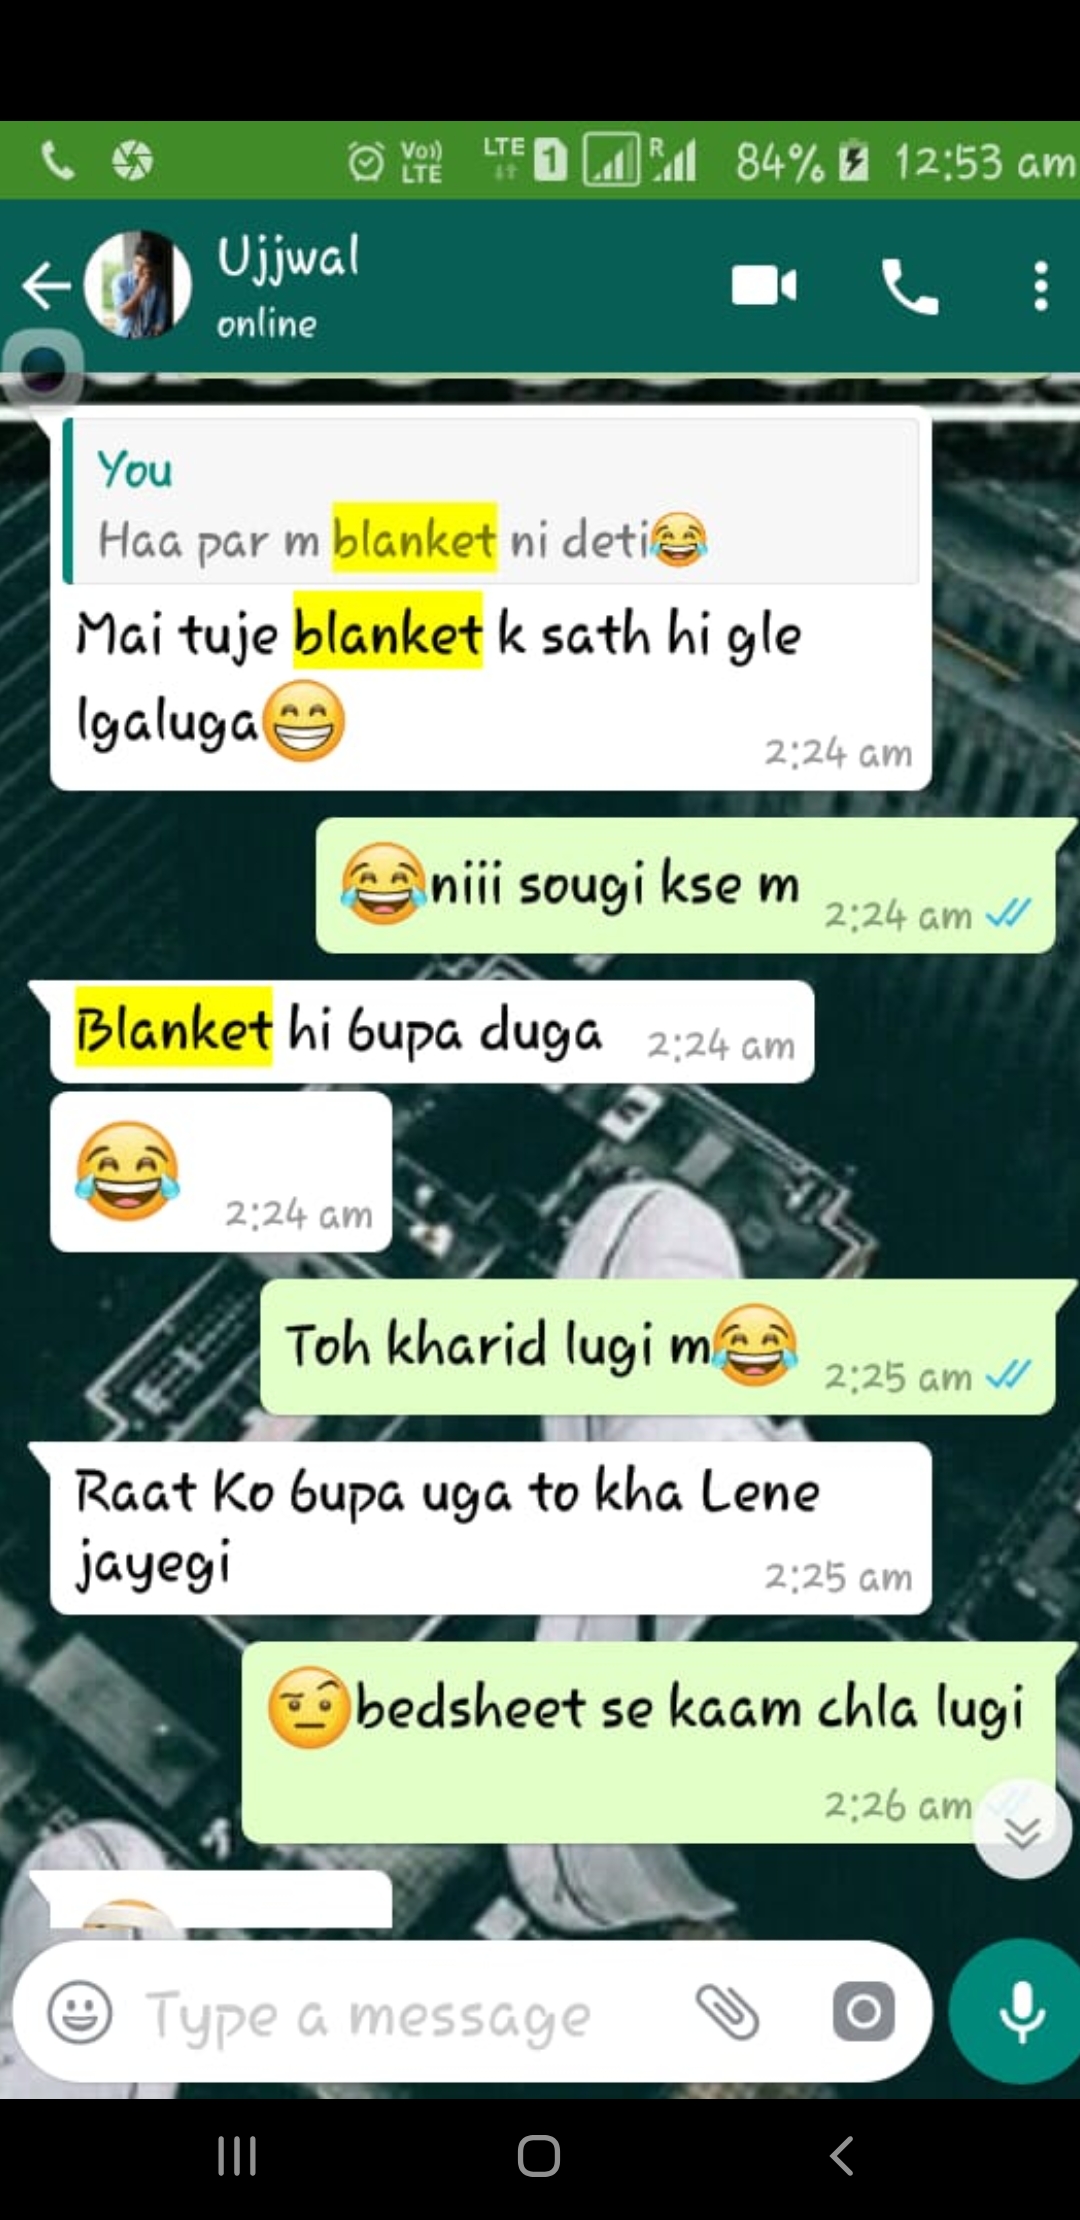 Vo)) LTE LTE 1 R 84% 12:53 am
Ujjwal
online
You
Haa par m blanket ni deti😂
Mai tuje blanket k sath hi gle
lgaluga😁
2:24 am
😂niii sougi kse m 2:24 am
Blanket hi 6upa duga 2:24 am
😂 2:24 am
Toh kharid lugi m😂 2:25 am
Raat Ko 6upa uga to kha Lene
jayegi 2:25 am
🤨bedsheet se kaam chla lugi
2:26 am
Type a message